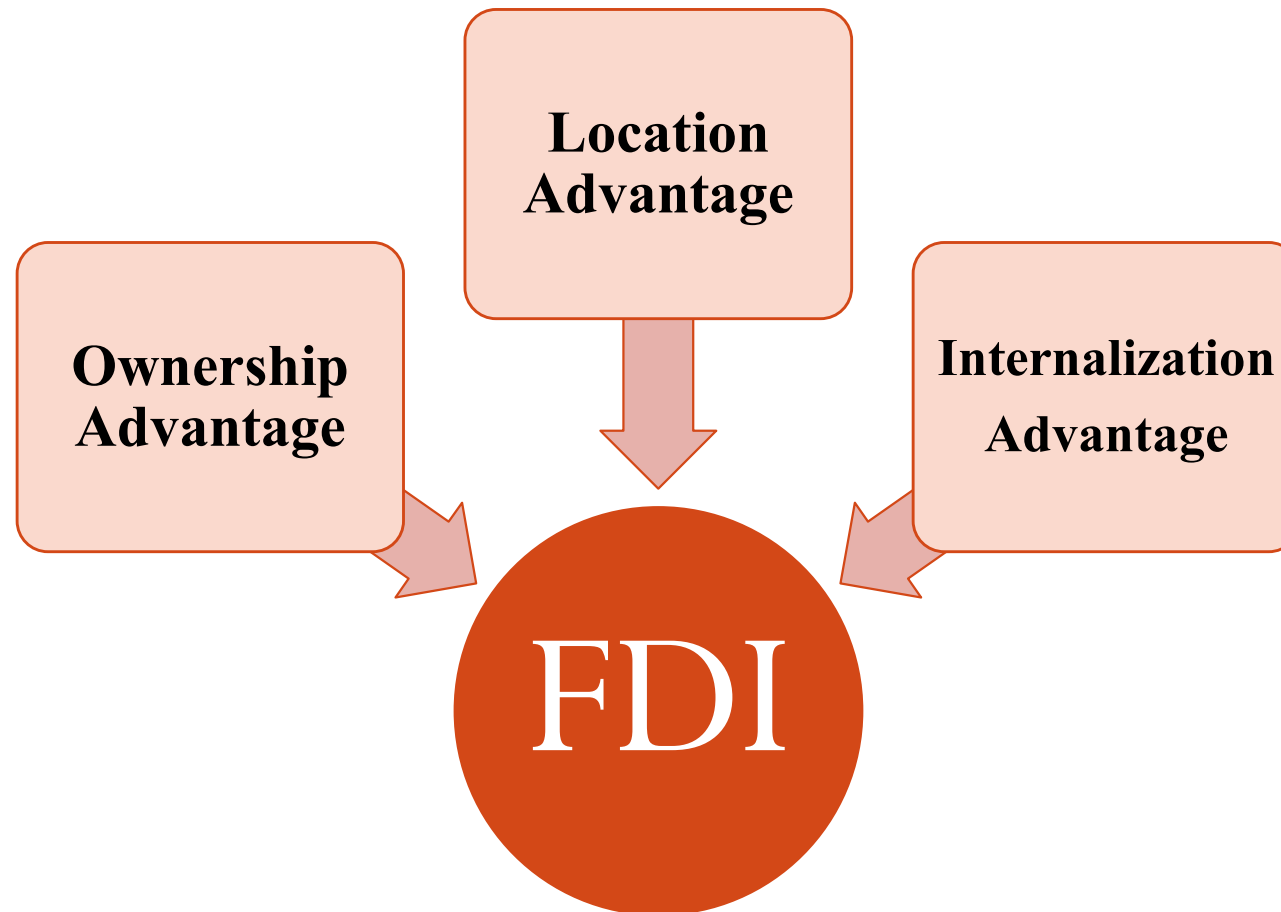 Location
Advantage
Ownership
Advantage
Internalization
Advantage
FDI